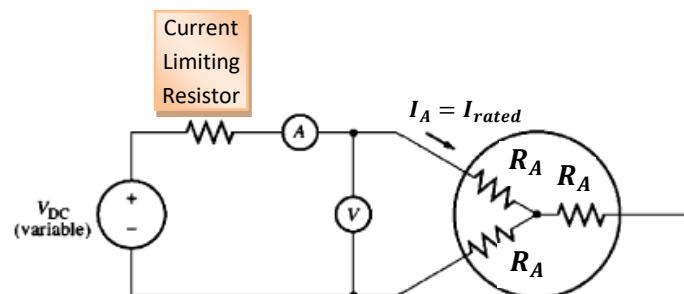 Current
Limiting
Resistor
I_A = I_rated
A
R_A
R_A
V_DC
(variable)
+
−
V
R_A